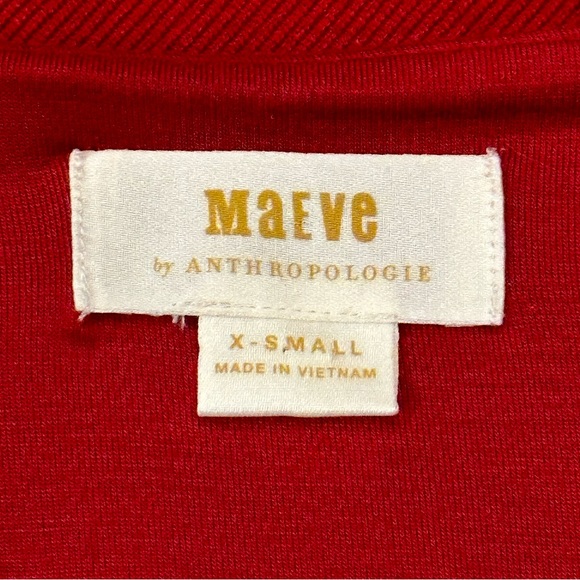 MaEVe
by ANTHROPOLOGIE
X-SMALL
MADE IN VIETNAM